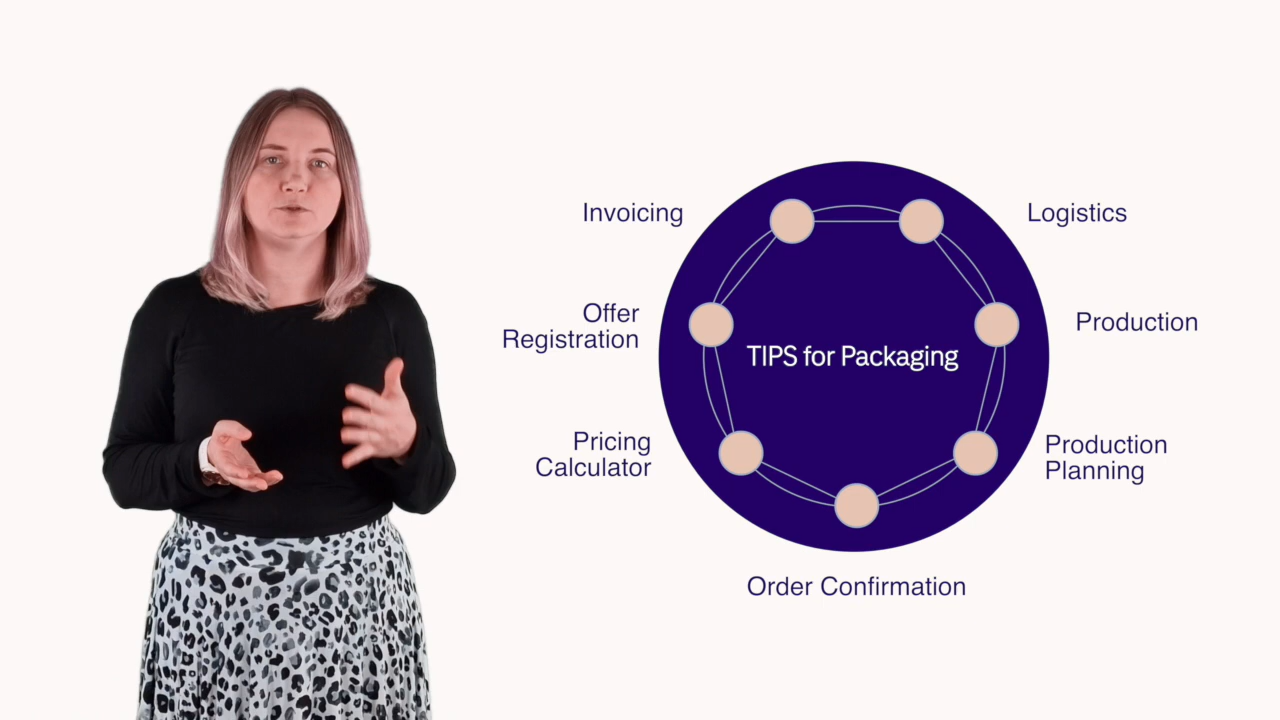 Invoicing
Logistics
Offer
Registration
Production
TIPS for Packaging
Pricing
Calculator
Production
Planning
Order Confirmation